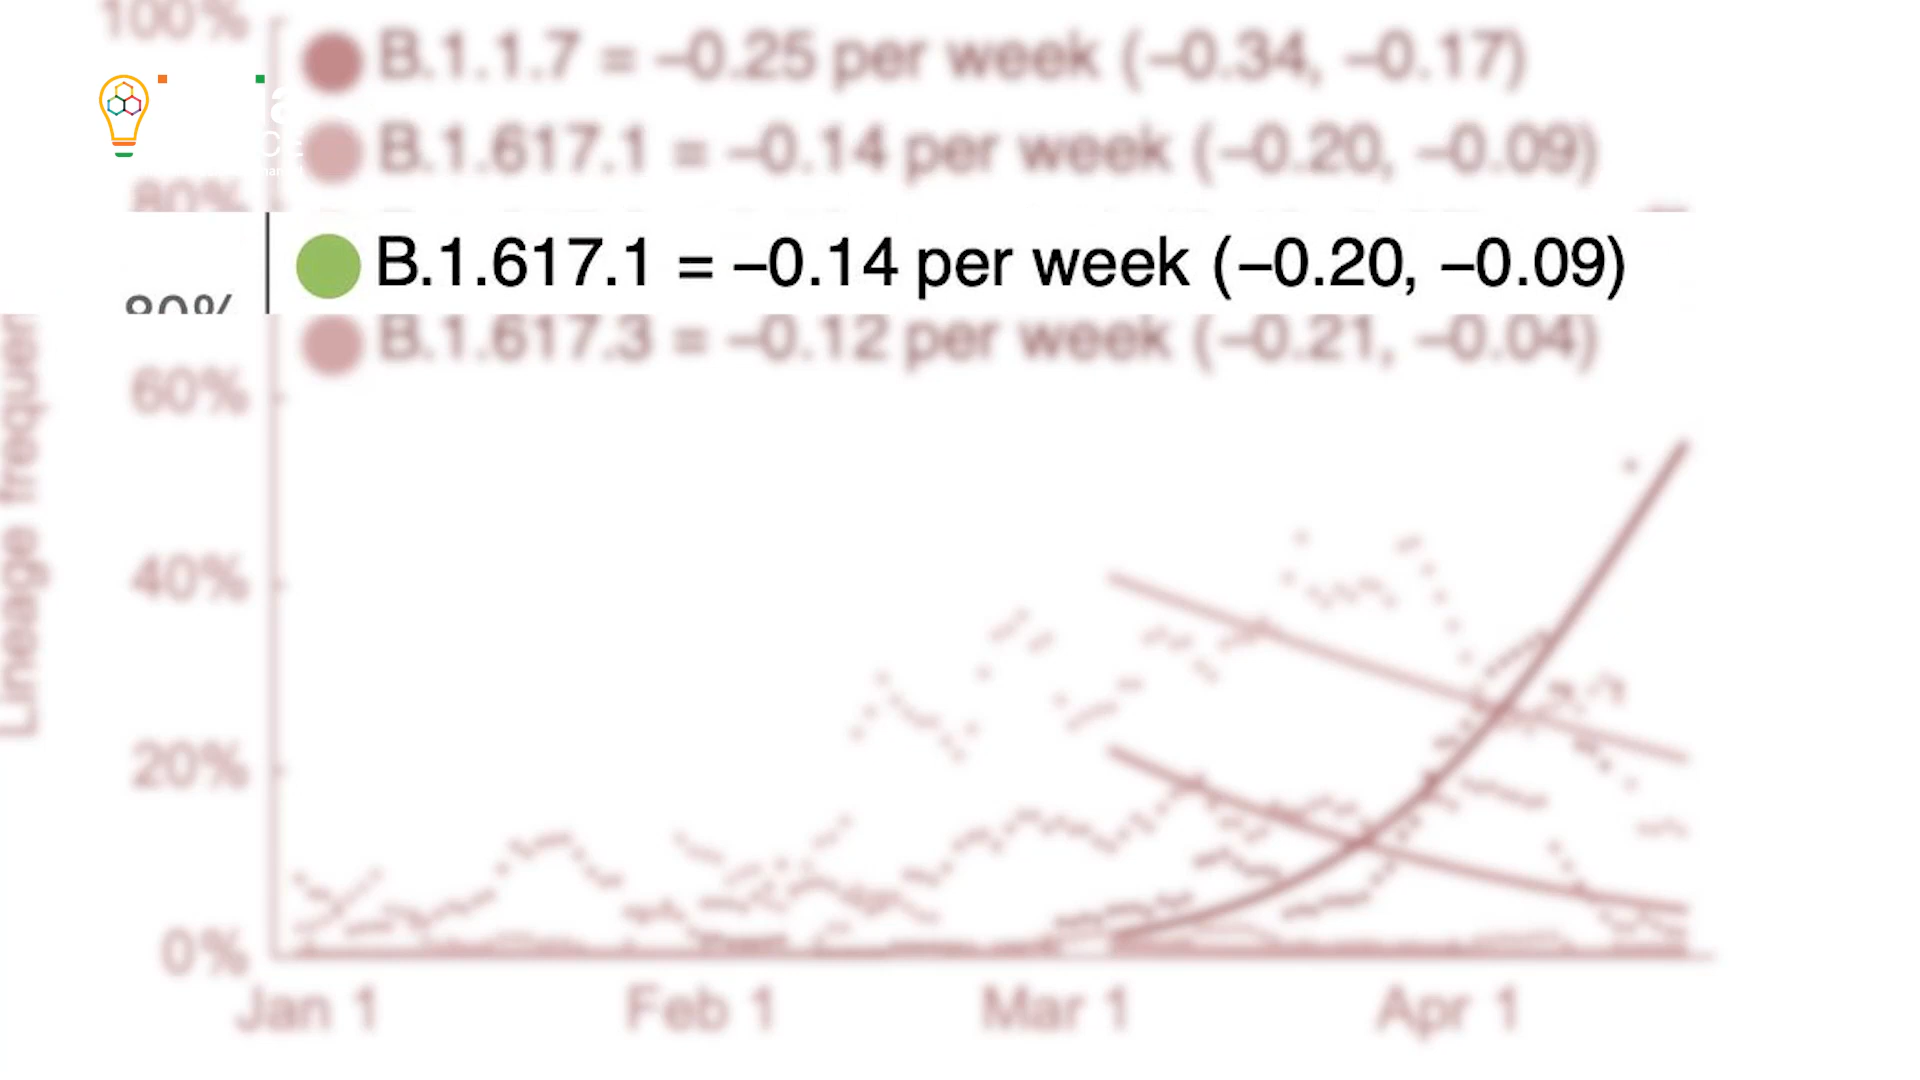 100%
B.1.1.7 = –0.25 per week (–0.34, –0.17)
B.1.617.1 = –0.14 per week (–0.20, –0.09)
80%
B.1.617.1 = –0.14 per week (–0.20, –0.09)
80%
B.1.617.3 = –0.12 per week (–0.21, –0.04)
60%
Lineage frequen
40%
20%
0%
Jan 1 Feb 1 Mar 1 Apr 1